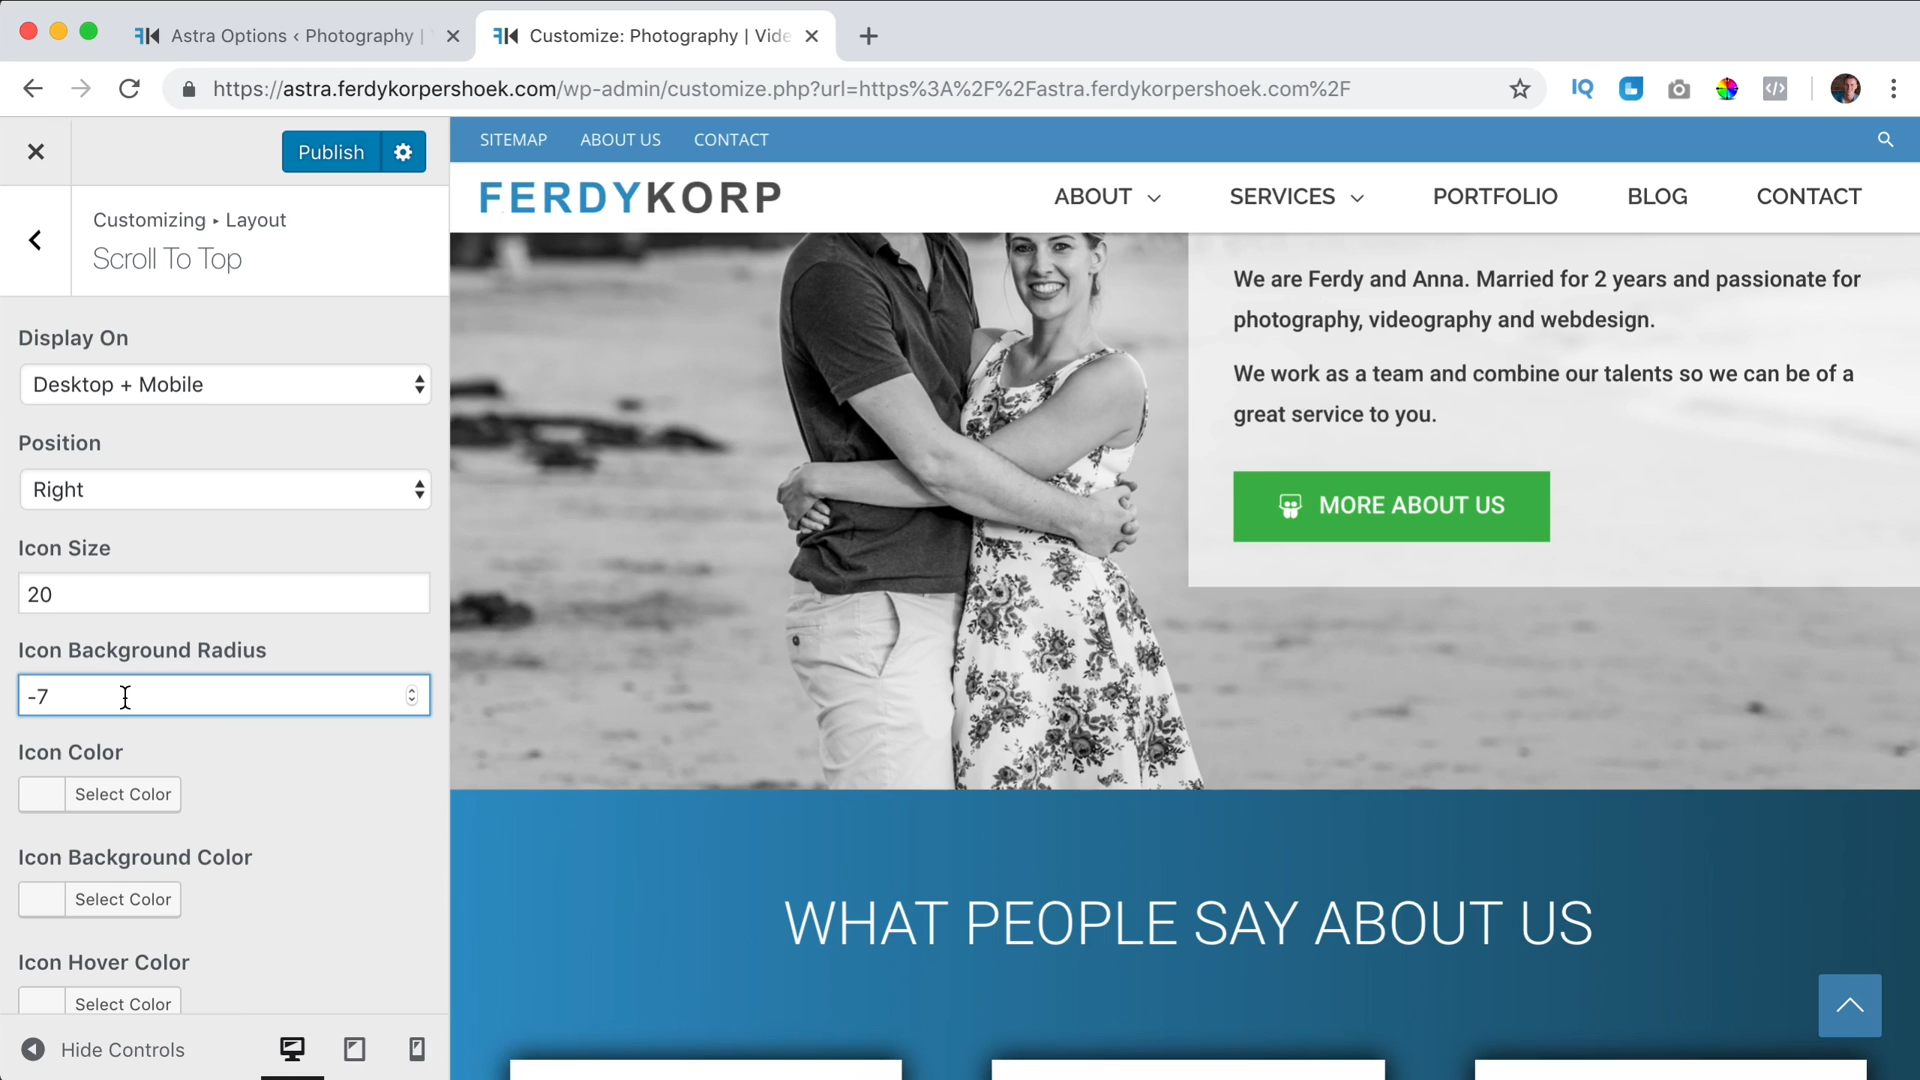 Astra Options ‹ Photography |
Customize: Photography | Vide
https://astra.ferdykorpershoek.com/wp-admin/customize.php?url=https%3A%2F%2Fastra.ferdykorpershoek.com%2F
IQ
Publish
Customizing ▸ Layout
Scroll To Top
Display On
Desktop + Mobile
Position
Right
Icon Size
20
Icon Background Radius
-7
Icon Color
Select Color
Icon Background Color
Select Color
Icon Hover Color
Select Color
Hide Controls
SITEMAP ABOUT US CONTACT
FERDYKORP
ABOUT SERVICES PORTFOLIO BLOG CONTACT
We are Ferdy and Anna. Married for 2 years and passionate for
photography, videography and webdesign.
We work as a team and combine our talents so we can be of a
great service to you.
MORE ABOUT US
WHAT PEOPLE SAY ABOUT US